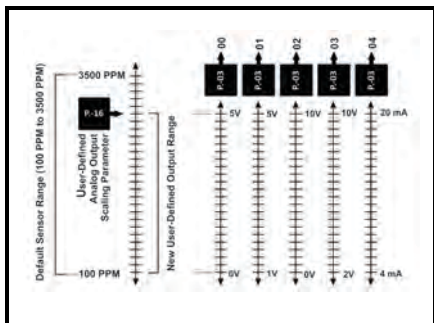 00 01 02 03 04
P.-03 P.-03 P.-03 P.-03 P.-03
Default Sensor Range (100 PPM to 3500 PPM)
3500 PPM
P.-16
User-Defined
Analog Output
Scaling Parameter
100 PPM
New User-Defined Output Range
5V 5V 10V 10V 20 mA
0V 1V 0V 2V 4 mA